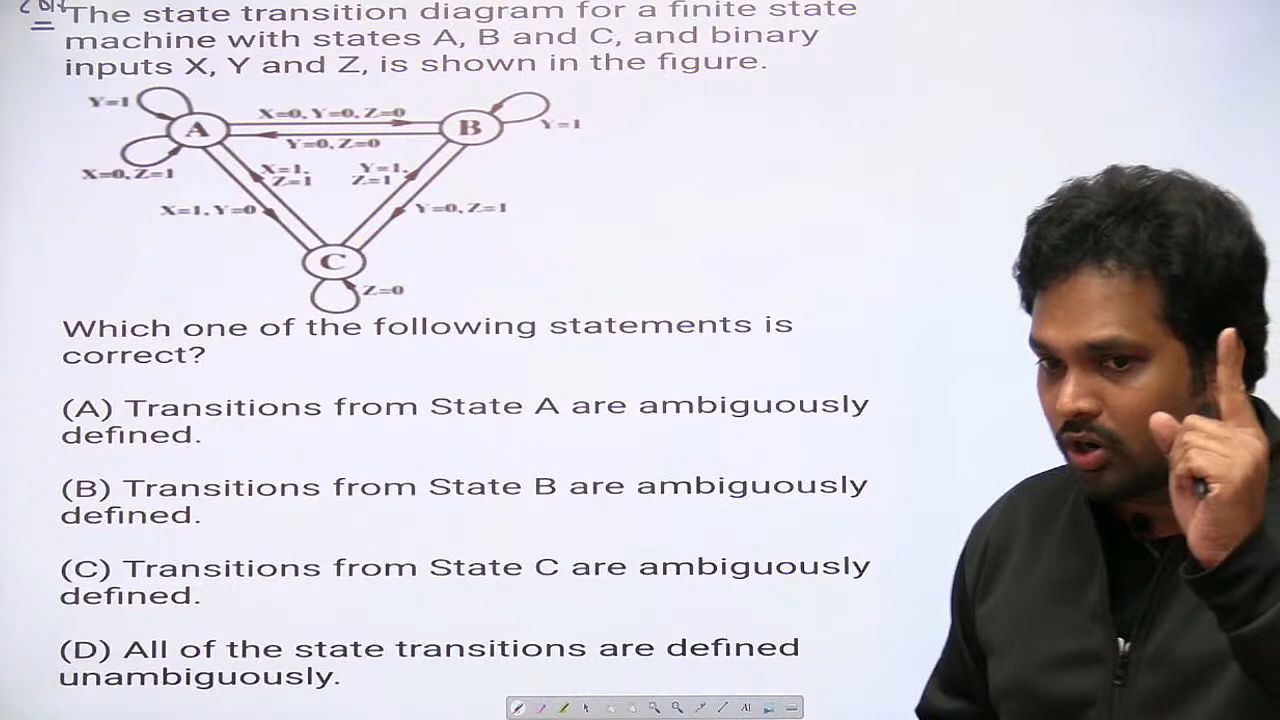 The state transition diagram for a finite state
machine with states A, B and C, and binary
inputs X, Y and Z, is shown in the figure.
Y=1
X=0, Y=0, Z=0
A
B
Y=1
Y=0, Z=0
X=0, Z=1
X=1,
Z=1
Y=1,
Z=1
X=1, Y=0
Y=0, Z=1
C
Z=0
Which one of the following statements is
correct?
(A) Transitions from State A are ambiguously
defined.
(B) Transitions from State B are ambiguously
defined.
(C) Transitions from State C are ambiguously
defined.
(D) All of the state transitions are defined
unambiguously.